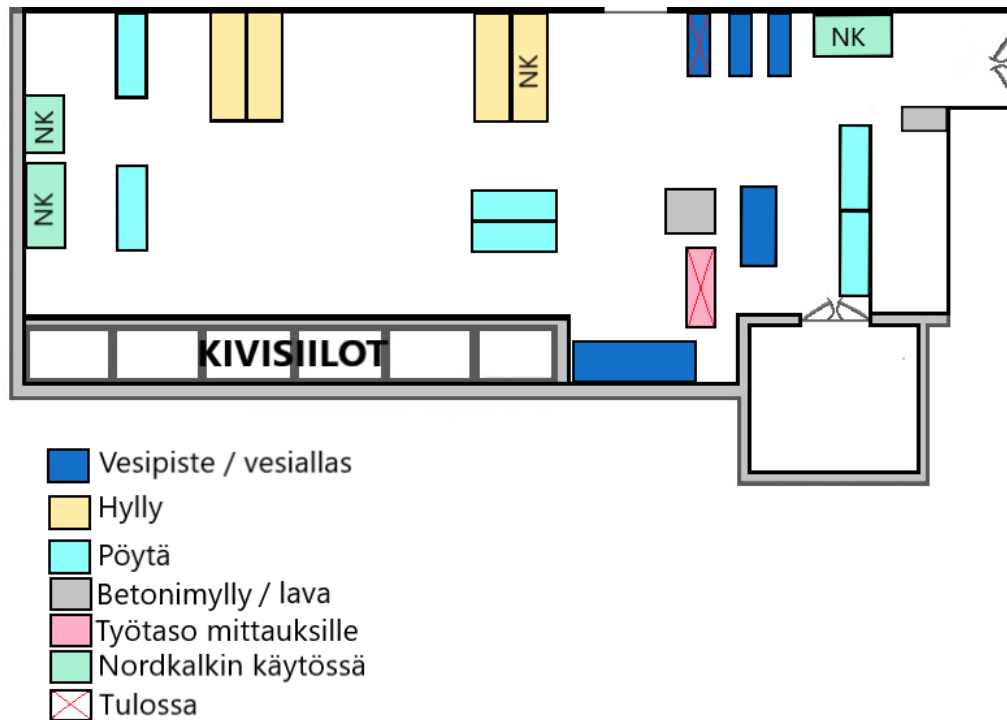 NK
NK
NK
NK
KIVISIILOT
Vesipiste / vesiallas
Hylly
Pöytä
Betonimylly / lava
Työtaso mittauksille
Nordkalkin käytössä
Tulossa